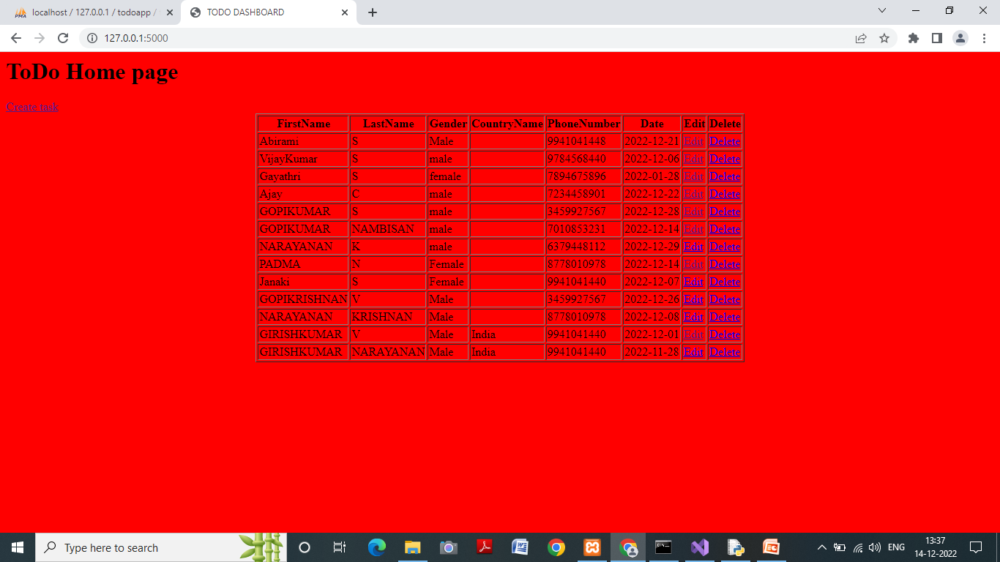 localhost / 127.0.0.1 / todoapp /
TODO DASHBOARD
127.0.0.1:5000
ToDo Home page
Create task
FirstName LastName Gender CountryName PhoneNumber Date Edit Delete
Abirami S Male 9941041448 2022-12-21 Edit Delete
VijayKumar S male 9784568440 2022-12-06 Edit Delete
Gayathri S female 7894675896 2022-01-28 Edit Delete
Ajay C male 7234458901 2022-12-22 Edit Delete
GOPIKUMAR S male 3459927567 2022-12-28 Edit Delete
GOPIKUMAR NAMBISAN male 7010853231 2022-12-14 Edit Delete
NARAYANAN K male 6379448112 2022-12-29 Edit Delete
PADMA N Female 8778010978 2022-12-14 Edit Delete
Janaki S Female 9941041440 2022-12-07 Edit Delete
GOPIKRISHNAN V Male 3459927567 2022-12-26 Edit Delete
NARAYANAN KRISHNAN Male 8778010978 2022-12-08 Edit Delete
GIRISHKUMAR V Male India 9941041440 2022-12-01 Edit Delete
GIRISHKUMAR NARAYANAN Male India 9941041440 2022-11-28 Edit Delete
Type here to search
ENG
13:37
14-12-2022